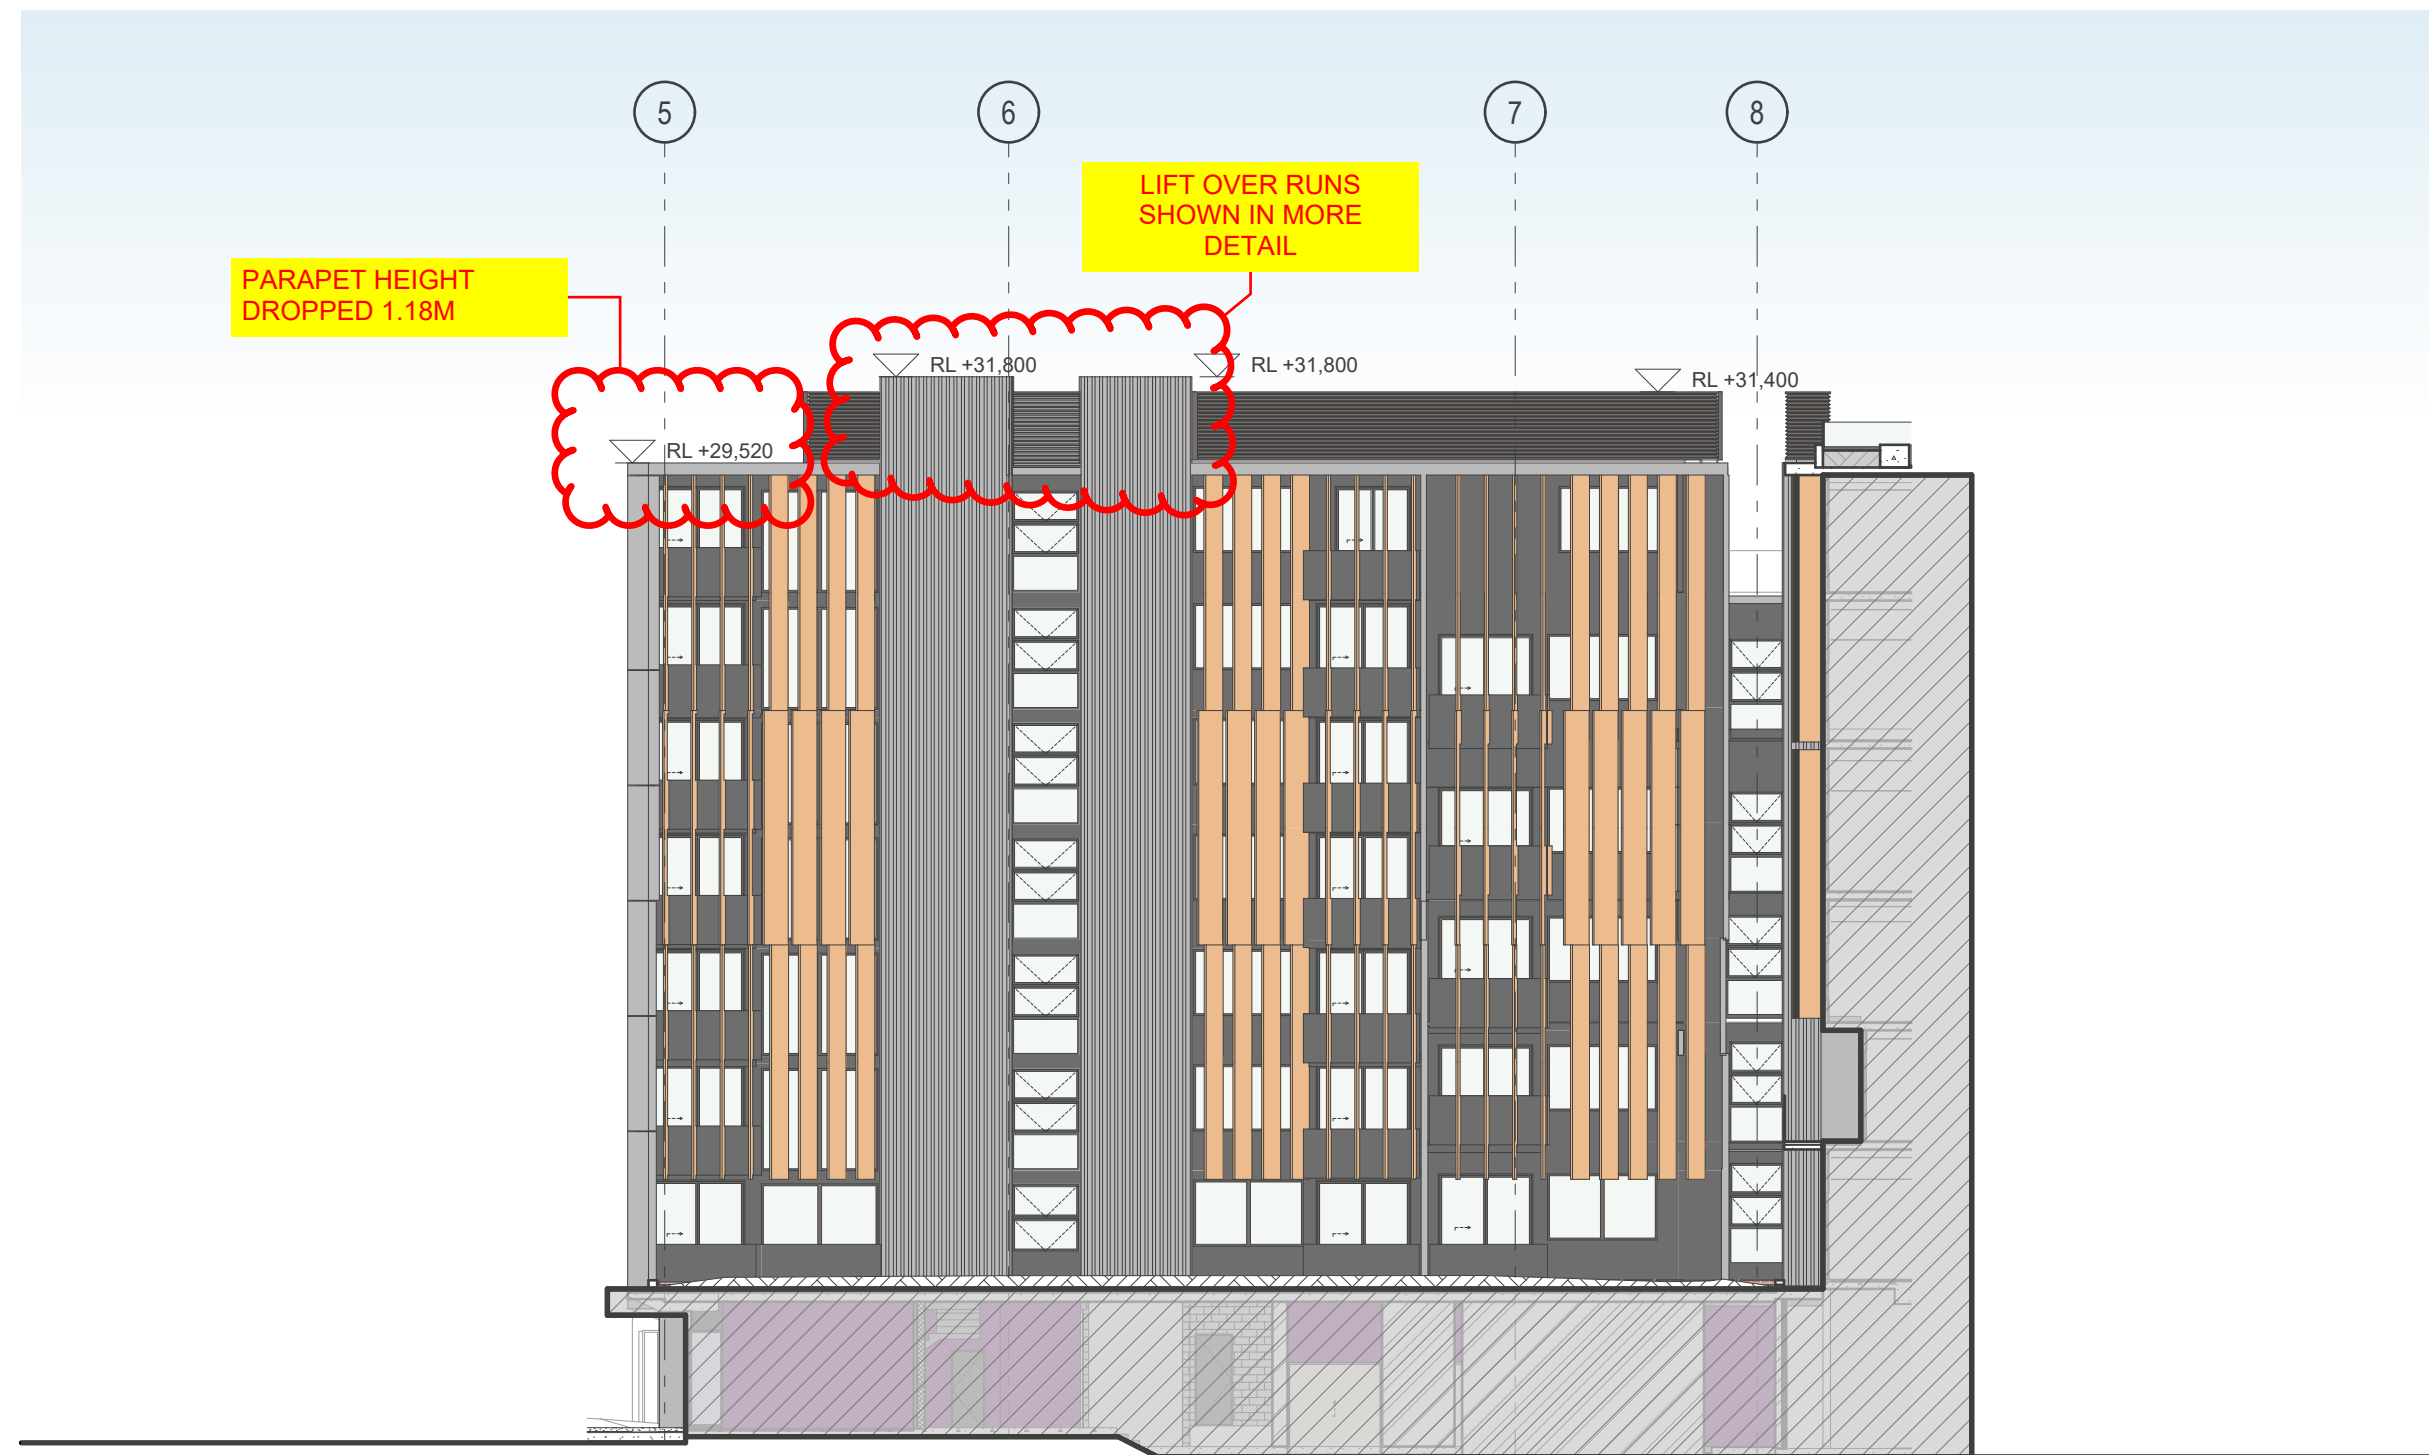 5
6
7
8
LIFT OVER RUNS
SHOWN IN MORE
DETAIL
PARAPET HEIGHT
DROPPED 1.18M
RL +31,800
RL +31,800
RL +31,400
RL +29,520